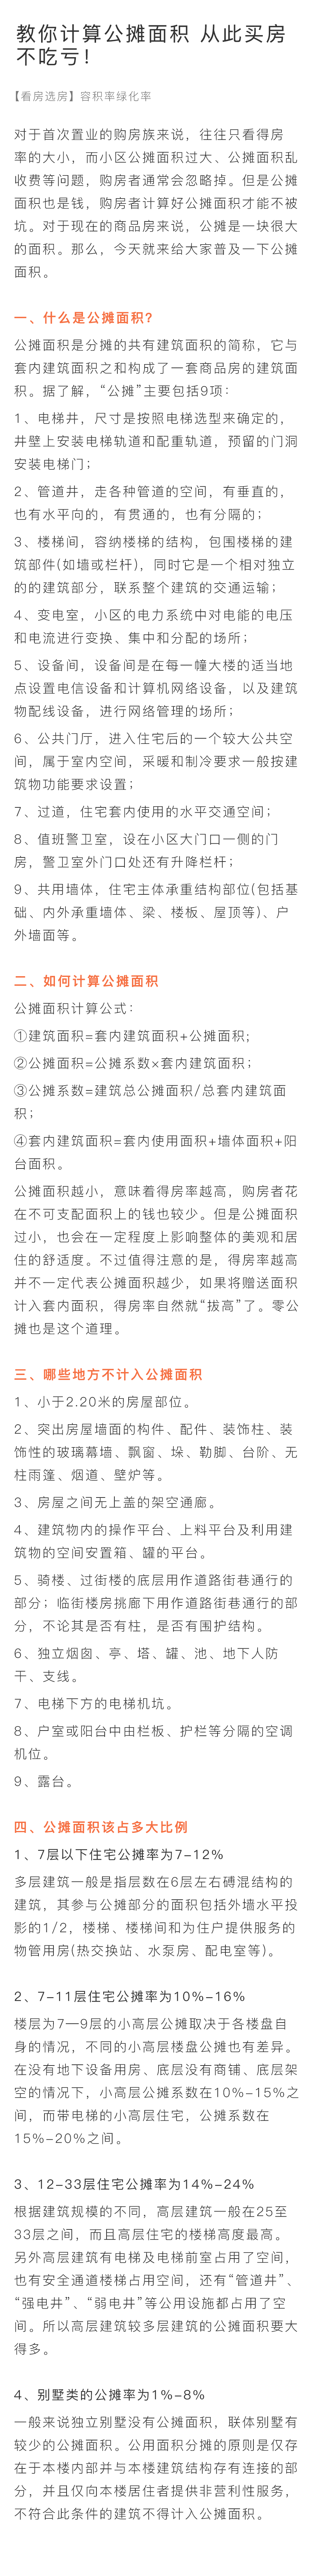 教你计算公摊面积 从此买房
不吃亏！
【看房选房】容积率绿化率
对于首次置业的购房族来说，往往只看得房
率的大小，而小区公摊面积过大、公摊面积乱
收费等问题，购房者通常会忽略掉。但是公摊
面积也是钱，购房者计算好公摊面积才能不被
坑。对于现在的商品房来说，公摊是一块很大
的面积。那么，今天就来给大家普及一下公摊
面积。
一、什么是公摊面积?
公摊面积是分摊的共有建筑面积的简称，它与
套内建筑面积之和构成了一套商品房的建筑面
积。据了解，“公摊”主要包括9项：
1、电梯井，尺寸是按照电梯选型来确定的，
井壁上安装电梯轨道和配重轨道，预留的门洞
安装电梯门；
2、管道井，走各种管道的空间，有垂直的，
也有水平向的，有贯通的，也有分隔的；
3、楼梯间，容纳楼梯的结构，包围楼梯的建
筑部件(如墙或栏杆)，同时它是一个相对独立
的的建筑部分，联系整个建筑的交通运输；
4、变电室，小区的电力系统中对电能的电压
和电流进行变换、集中和分配的场所；
5、设备间，设备间是在每一幢大楼的适当地
点设置电信设备和计算机网络设备，以及建筑
物配线设备，进行网络管理的场所；
6、公共门厅，进入住宅后的一个较大公共空
间，属于室内空间，采暖和制冷要求一般按建
筑物功能要求设置；
7、过道，住宅套内使用的水平交通空间；
8、值班警卫室，设在小区大门口一侧的门
房，警卫室外门口处还有升降栏杆；
9、共用墙体，住宅主体承重结构部位(包括基
础、内外承重墙体、梁、楼板、屋顶等)、户
外墙面等。
二、如何计算公摊面积
公摊面积计算公式：
①建筑面积=套内建筑面积+公摊面积;
②公摊面积=公摊系数×套内建筑面积；
③公摊系数=建筑总公摊面积/总套内建筑面
积；
④套内建筑面积=套内使用面积+墙体面积+阳
台面积。
公摊面积越小，意味着得房率越高，购房者花
在不可支配面积上的钱也较少。但是公摊面积
过小，也会在一定程度上影响整体的美观和居
住的舒适度。不过值得注意的是，得房率越高
并不一定代表公摊面积越少，如果将赠送面积
计入套内面积，得房率自然就“拔高”了。零公
摊也是这个道理。
三、哪些地方不计入公摊面积
1、小于2.20米的房屋部位。
2、突出房屋墙面的构件、配件、装饰柱、装
饰性的玻璃幕墙、飘窗、垛、勒脚、台阶、无
柱雨篷、烟道、壁炉等。
3、房屋之间无上盖的架空通廊。
4、建筑物内的操作平台、上料平台及利用建
筑物的空间安置箱、罐的平台。
5、骑楼、过街楼的底层用作道路街巷通行的
部分；临街楼房挑廊下用作道路街巷通行的部
分，不论其是否有柱，是否有围护结构。
6、独立烟囱、亭、塔、罐、池、地下人防
干、支线。
7、电梯下方的电梯机坑。
8、户室或阳台中由栏板、护栏等分隔的空调
机位。
9、露台。
四、公摊面积该占多大比例
1、7层以下住宅公摊率为7-12%
多层建筑一般是指层数在6层左右砖混结构的
建筑，其参与公摊部分的面积包括外墙水平投
影的1/2，楼梯、楼梯间和为住户提供服务的
物管用房(热交换站、水泵房、配电室等)。
2、7-11层住宅公摊率为10%-16%
楼层为7—9层的小高层公摊取决于各楼盘自
身的情况，不同的小高层楼盘公摊也有差异。
在没有地下设备用房、底层没有商铺、底层架
空的情况下，小高层公摊系数在10%-15%之
间，而带电梯的小高层住宅，公摊系数在
15%-20%之间。
3、12-33层住宅公摊率为14%-24%
根据建筑规模的不同，高层建筑一般在25至
33层之间，而且高层住宅的楼梯高度最高。
另外高层建筑有电梯及电梯前室占用了空间，
也有安全通道楼梯占用空间，还有“管道井”、
“强电井”、“弱电井”等公用设施都占用了空
间。所以高层建筑较多层建筑的公摊面积要大
得多。
4、别墅类的公摊率为1%-8%
一般来说独立别墅没有公摊面积，联体别墅有
较少的公摊面积。公用面积分摊的原则是仅存
在于本楼内部并与本楼建筑结构存有连接的部
分，并且仅向本楼居住者提供非营利性服务，
不符合此条件的建筑不得计入公摊面积。